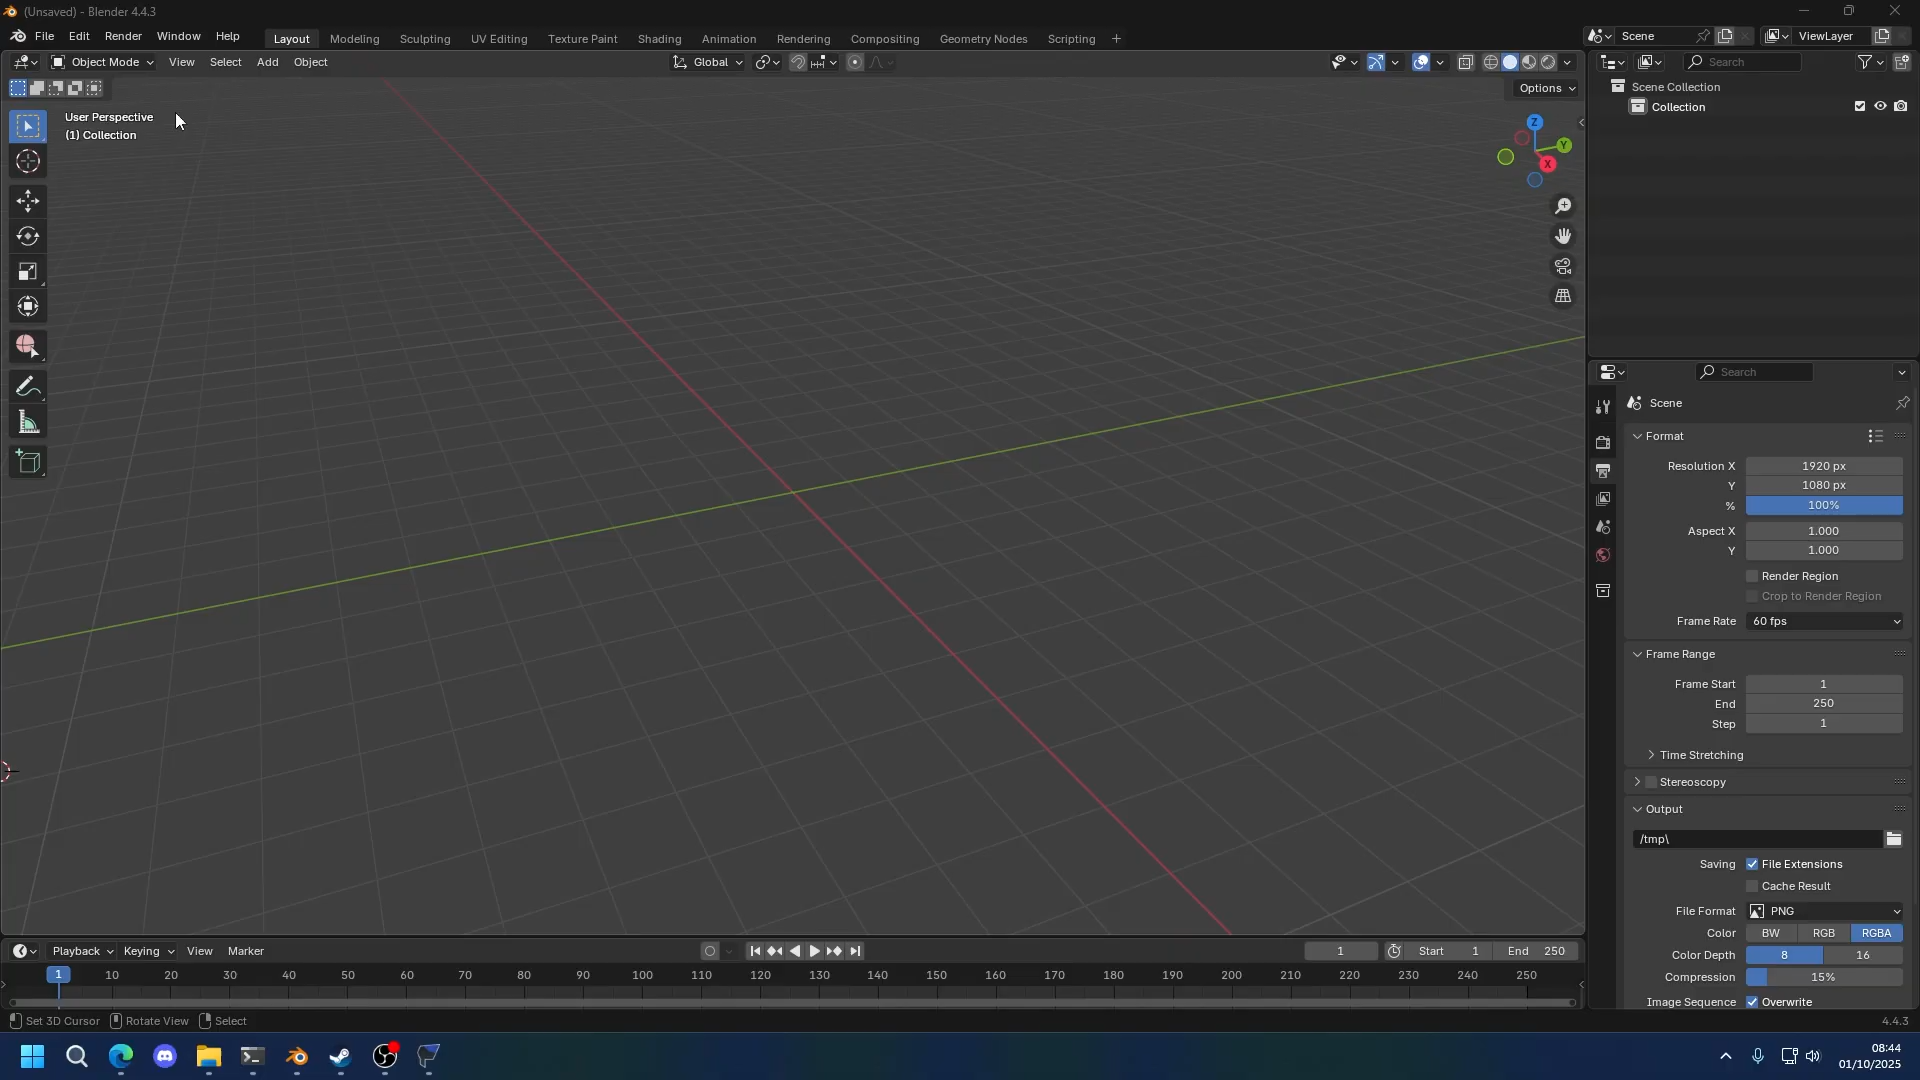 (Unsaved) - Blender 4.4.3
File Edit Render Window Help Layout Modeling Sculpting UV Editing Texture Paint Shading Animation Rendering Compositing Geometry Nodes Scripting + Scene ViewLayer
Object Mode View Select Add Object Global Search
Options
User Perspective
(1) Collection
Z
Y
X
Scene Collection
Collection
Search
Scene
Format
Resolution X 1920 px
Y 1080 px
% 100%
Aspect X 1.000
Y 1.000
Render Region
Crop to Render Region
Frame Rate 60 fps
Frame Range
Frame Start 1
End 250
Step 1
Time Stretching
Stereoscopy
Output
/tmp\
Saving File Extensions
Cache Result
File Format PNG
Color BW RGB RGBA
Color Depth 8 16
Compression 15%
Image Sequence Overwrite
Playback Keying View Marker 1 Start 1 End 250
1 10 20 30 40 50 60 70 80 90 100 110 120 130 140 150 160 170 180 190 200 210 220 230 240 250
Set 3D Cursor Rotate View Select 4.4.3
08:44
01/10/2025